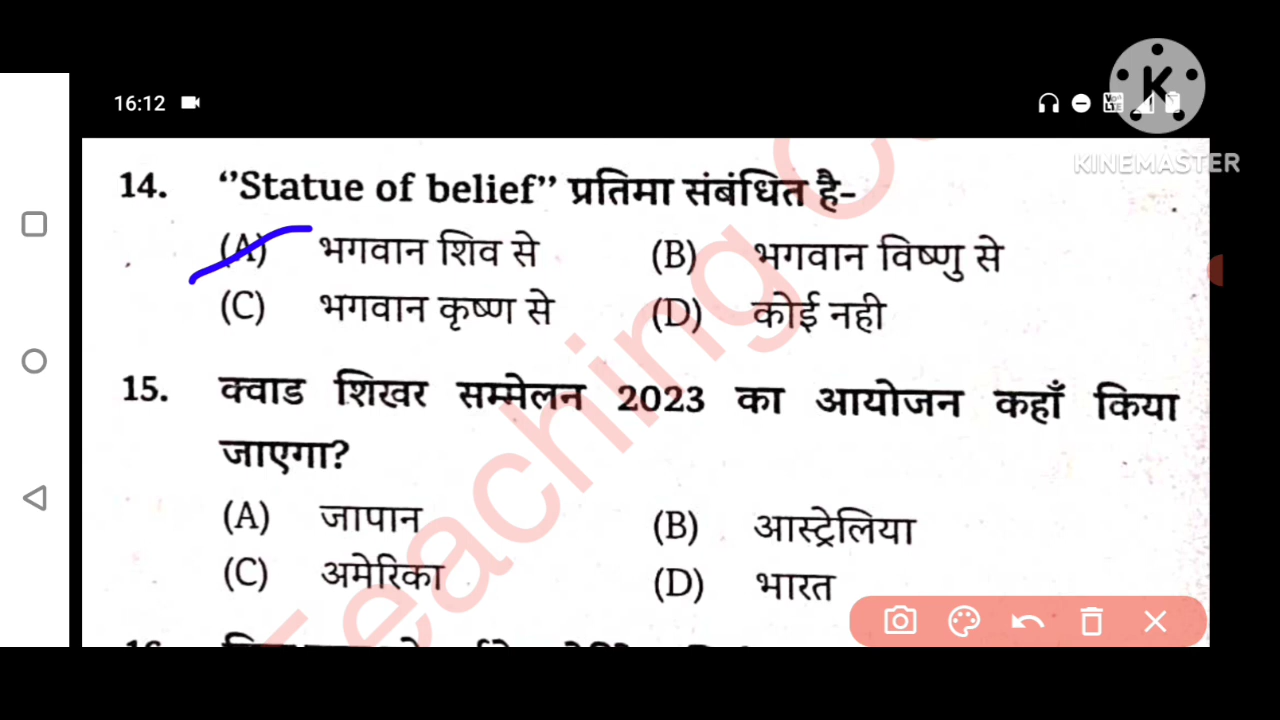 16:12
KINEMASTER
14. ‘’Statue of belief’’ प्रतिमा संबंधित है-
(A) भगवान शिव से (B) भगवान विष्णु से
(C) भगवान कृष्ण से (D) कोई नही
15. क्वाड शिखर सम्मेलन 2023 का आयोजन कहाँ किया
जाएगा?
(A) जापान (B) आस्ट्रेलिया
(C) अमेरिका (D) भारत
Teaching